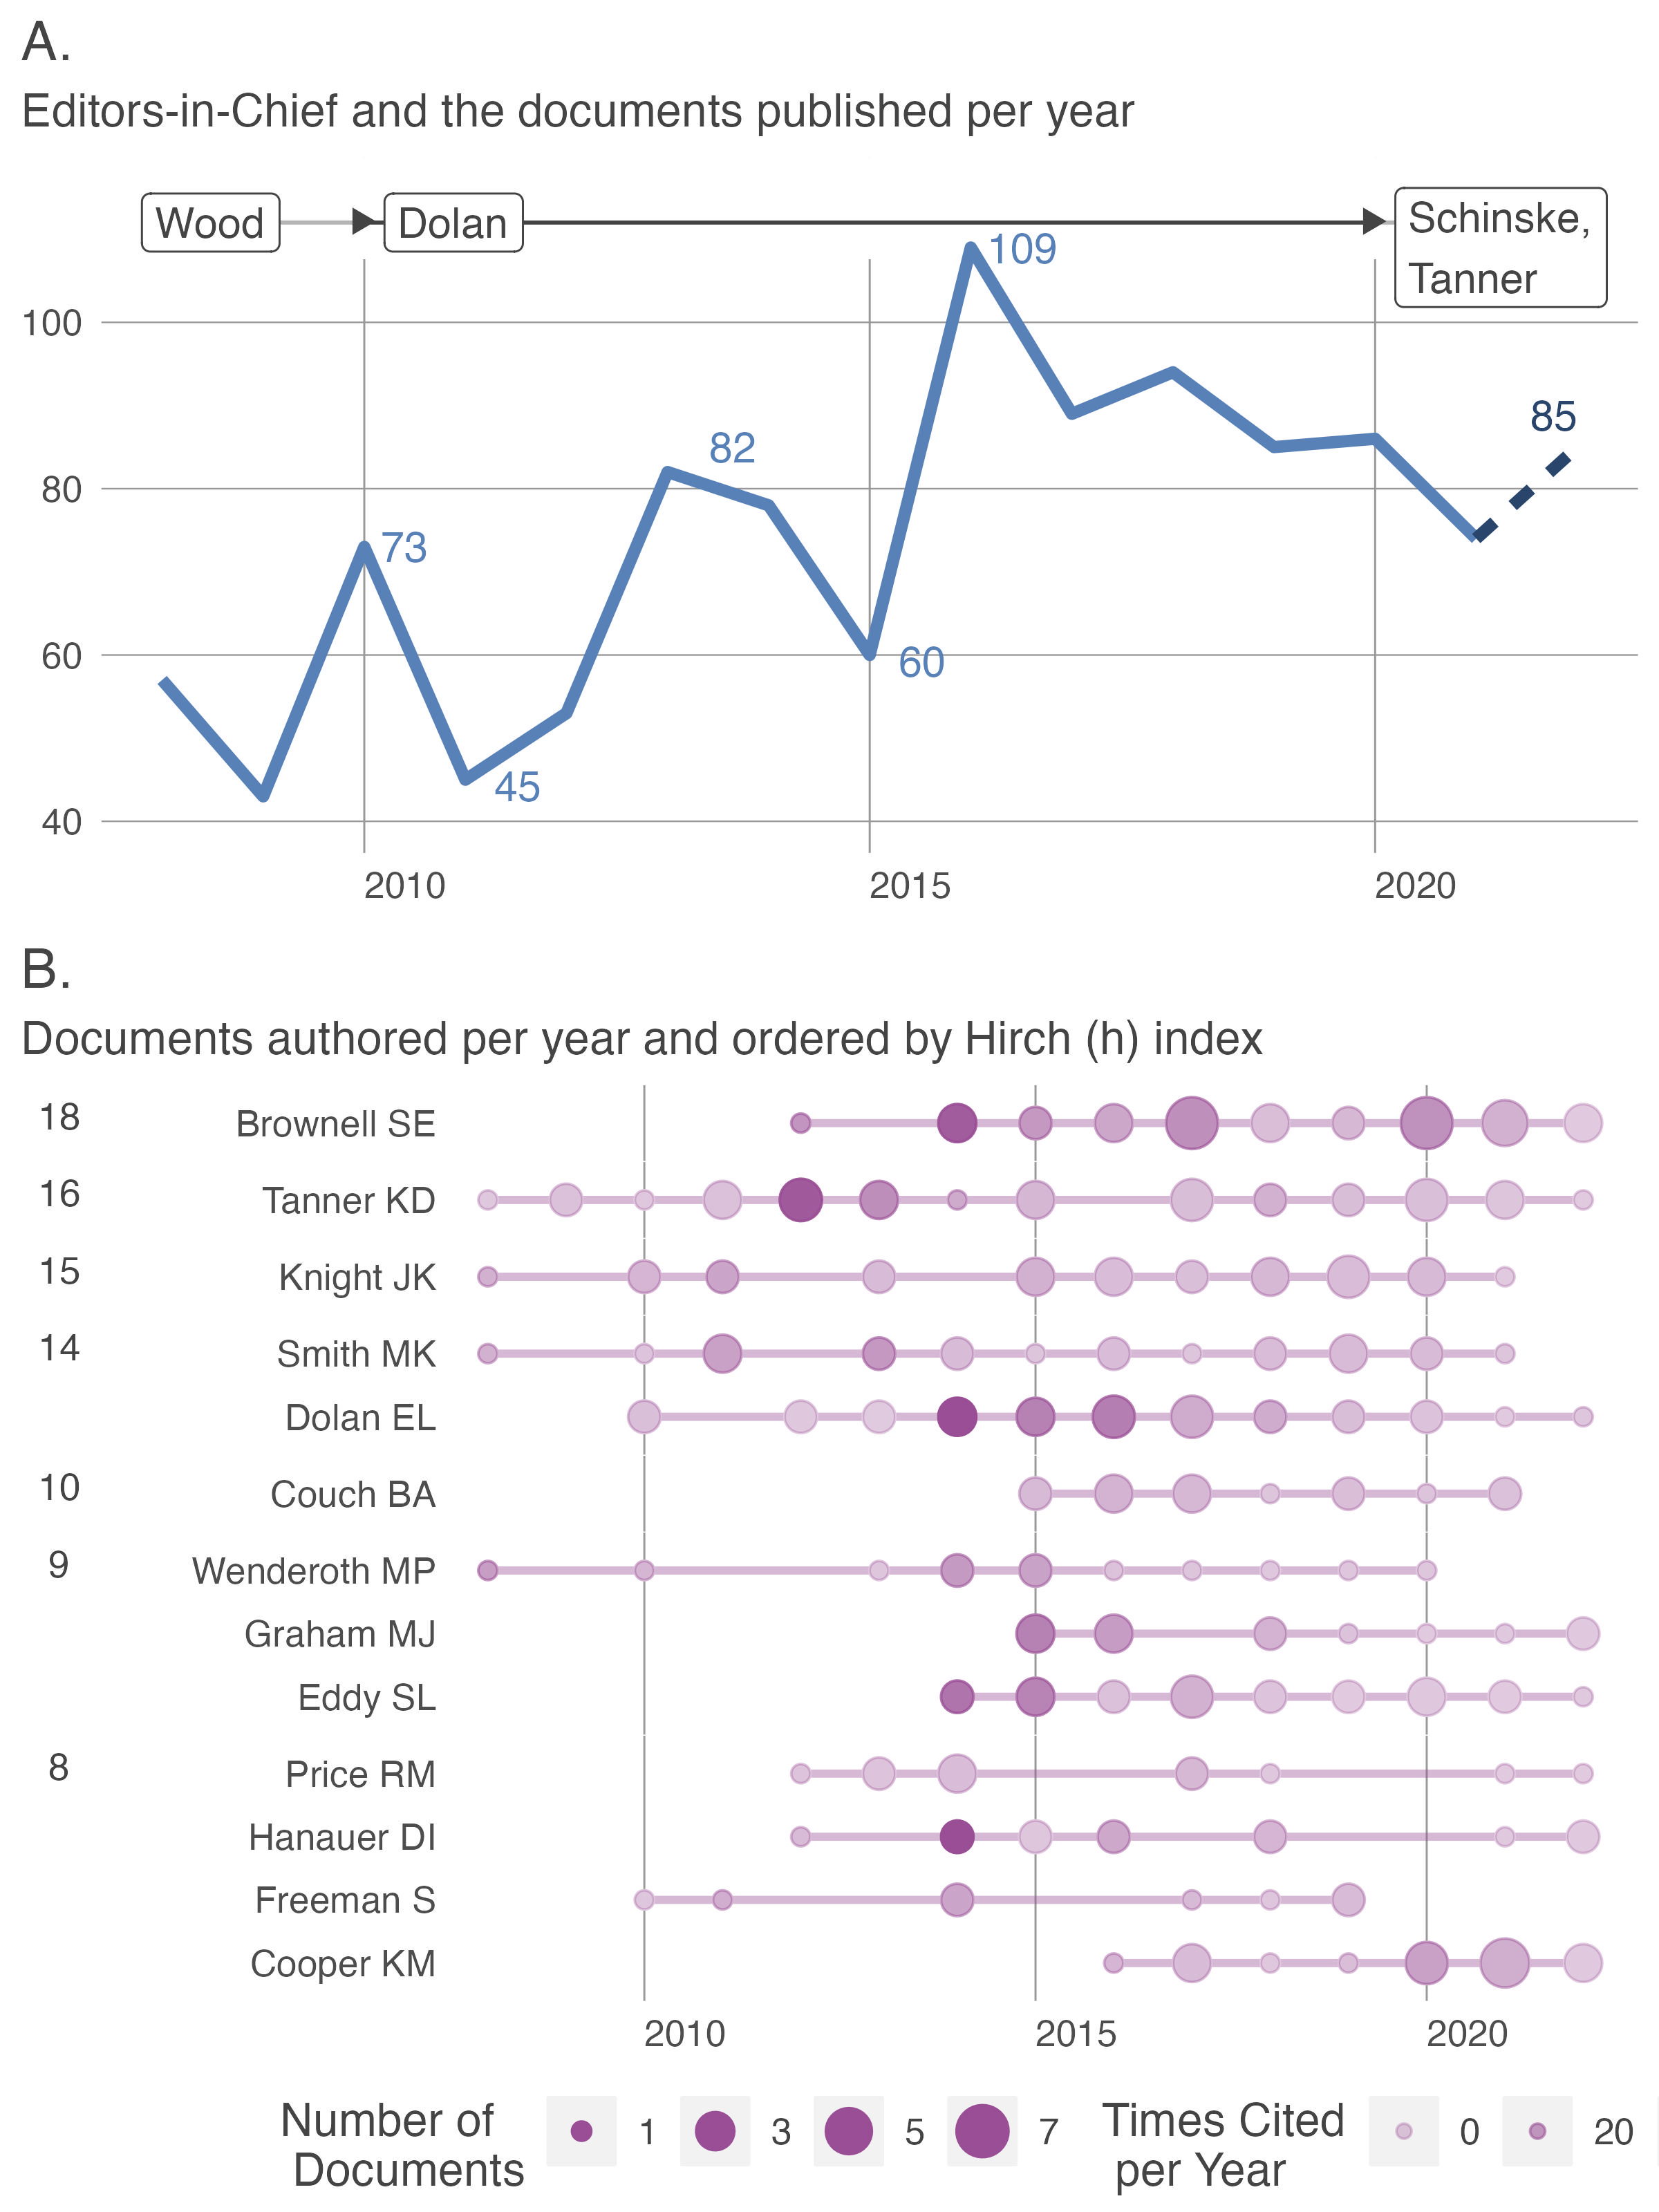 A.
Editors-in-Chief and the documents published per year
Wood
Dolan
Schinske,
Tanner
109
100
85
82
80
73
60
60
45
40
2010
2015
2020
B.
Documents authored per year and ordered by Hirch (h) index
18 Brownell SE
16 Tanner KD
15 Knight JK
14 Smith MK
Dolan EL
10 Couch BA
9 Wenderoth MP
Graham MJ
Eddy SL
8 Price RM
Hanauer DI
Freeman S
Cooper KM
2010 2015 2020
Number of
Documents
1 3 5 7
Times Cited
per Year
0 20